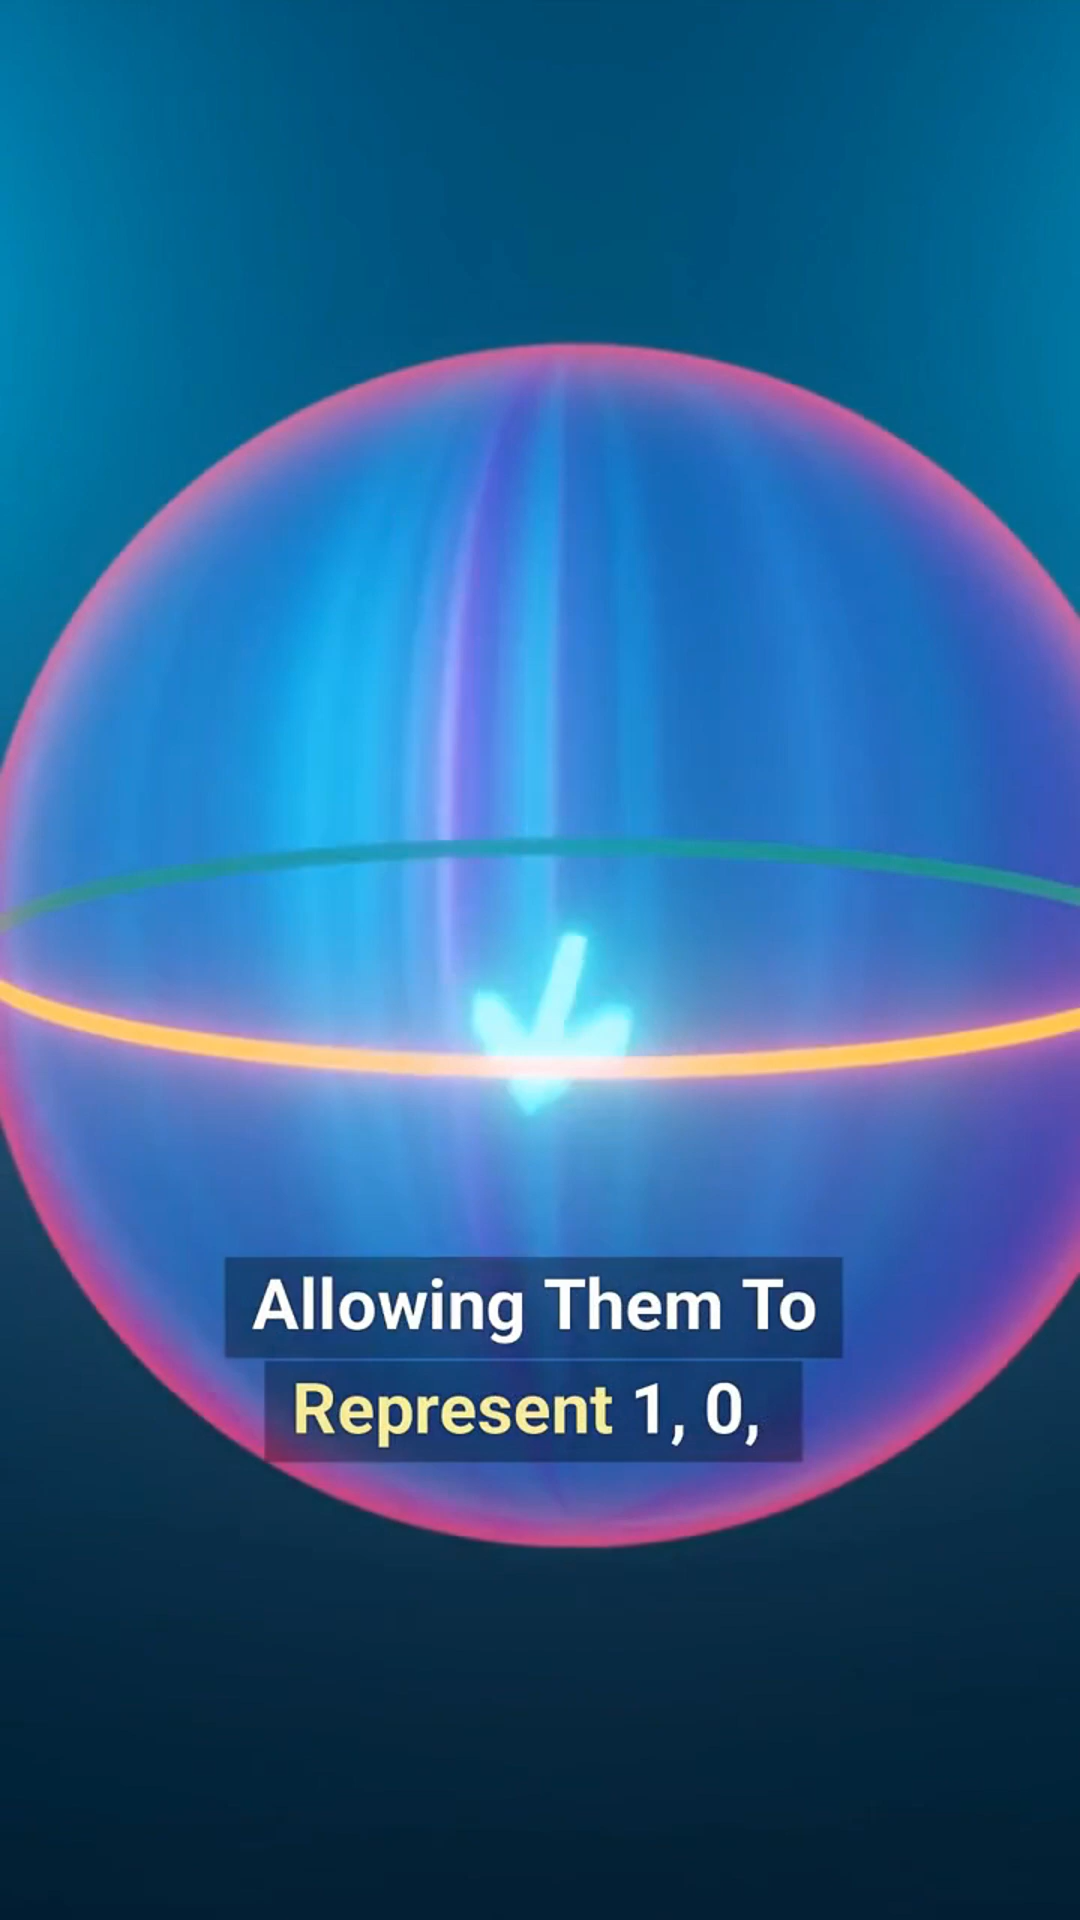 Allowing Them To
Represent 1, 0,